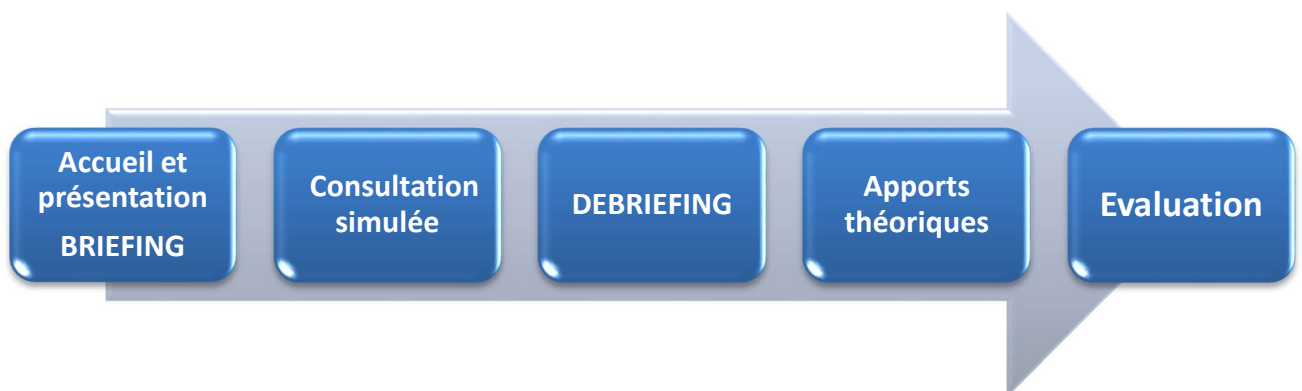 Accueil et
présentation
BRIEFING
Consultation
simulée
DEBRIEFING
Apports
théoriques
Evaluation